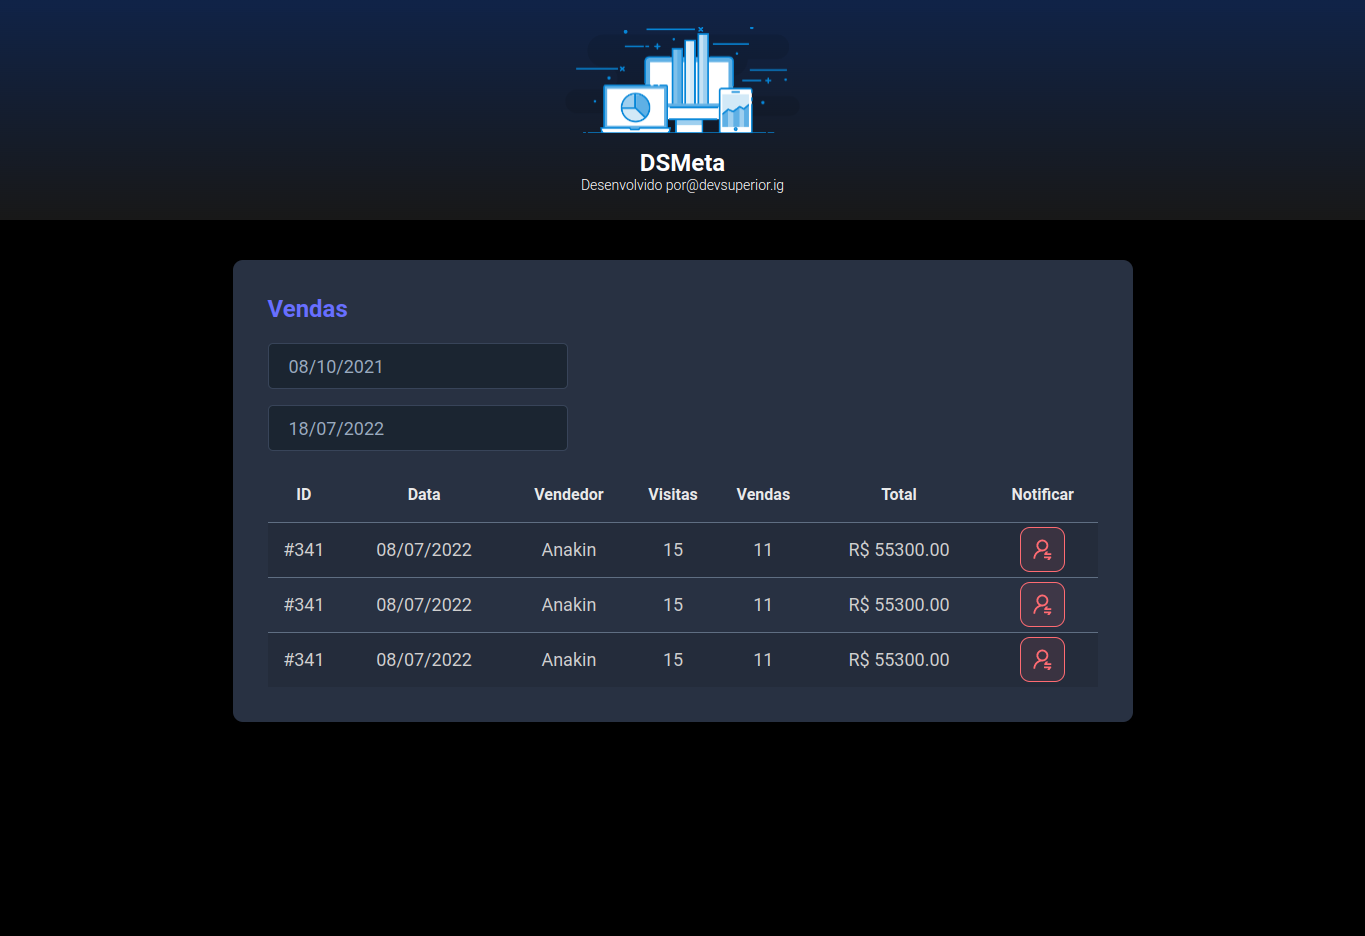 DSMeta
Desenvolvido por@devsuperior.ig
Vendas
08/10/2021
18/07/2022
ID Data Vendedor Visitas Vendas Total Notificar
#341 08/07/2022 Anakin 15 11 R$ 55300.00
#341 08/07/2022 Anakin 15 11 R$ 55300.00
#341 08/07/2022 Anakin 15 11 R$ 55300.00